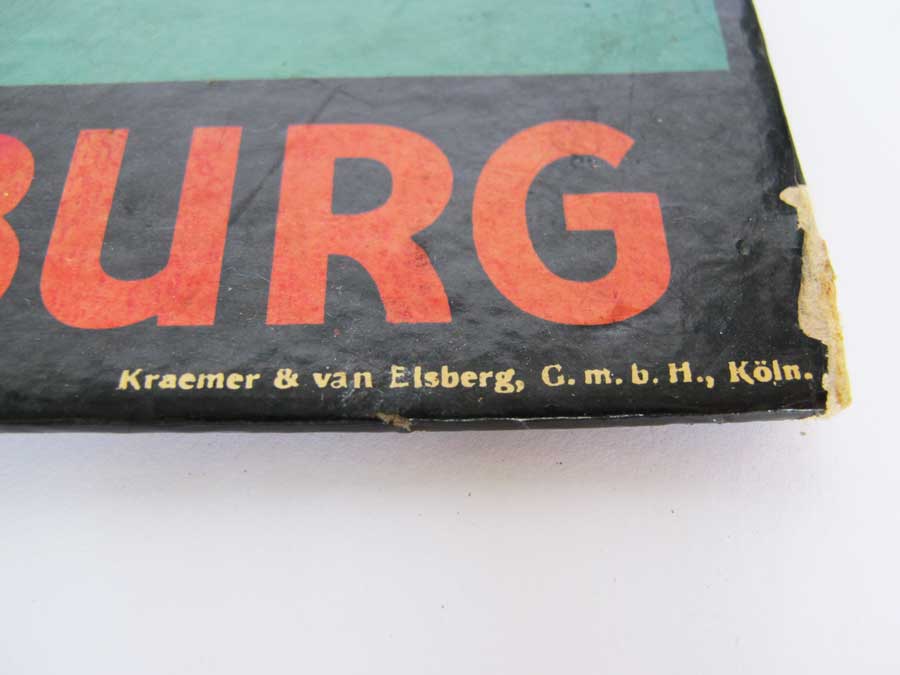 BURG
Kraemer & van Elsberg, G. m. b. H., Köln.